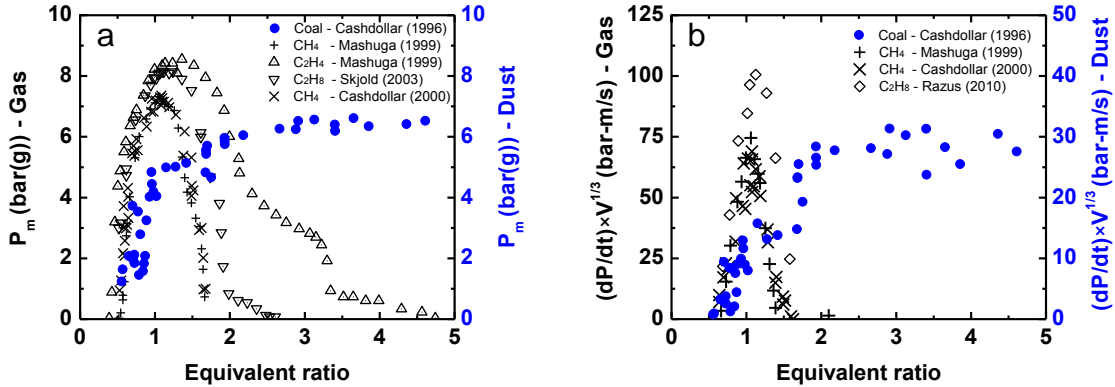 a
Coal - Cashdollar (1996)
CH₄ - Mashuga (1999)
C₂H₄ - Mashuga (1999)
C₂H₈ - Skjold (2003)
CH₄ - Cashdollar (2000)
10
8
6
4
2
0
Pₘ (bar(g)) - Gas
10
8
6
4
2
0
Pₘ (bar(g)) - Dust
0 1 2 3 4 5
Equivalent ratio
b
Coal - Cashdollar (1996)
CH₄ - Mashuga (1999)
CH₄ - Cashdollar (2000)
C₂H₈ - Razus (2010)
125
100
75
50
25
0
(dP/dt)×V^1/3 (bar-m/s) - Gas
50
40
30
20
10
0
(dP/dt)×V^1/3 (bar-m/s) - Dust
0 1 2 3 4 5
Equivalent ratio